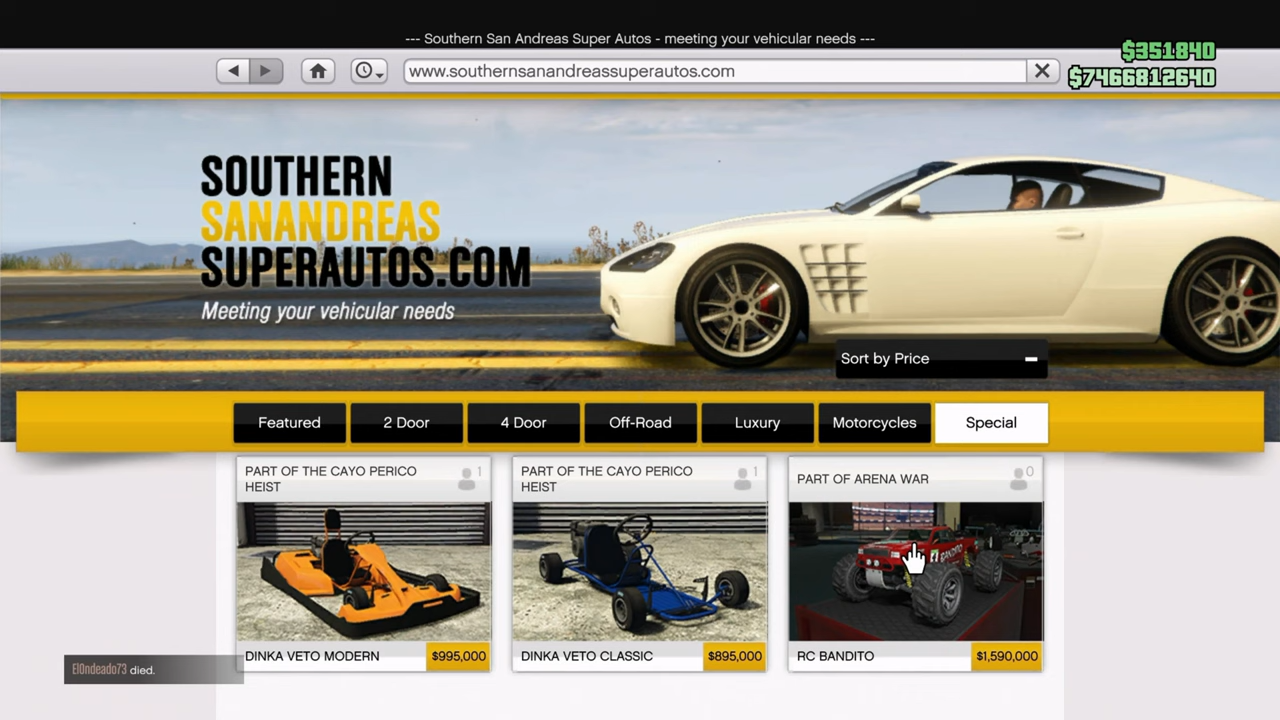 --- Southern San Andreas Super Autos - meeting your vehicular needs ---
$351840
www.southernsanandreassuperautos.com
$7466812640
SOUTHERN
SANANDREAS
SUPERAUTOS.COM
Meeting your vehicular needs
Sort by Price
Featured
2 Door
4 Door
Off-Road
Luxury
Motorcycles
Special
PART OF THE CAYO PERICO
HEIST
1
PART OF THE CAYO PERICO
HEIST
1
PART OF ARENA WAR
0
BANDITO
DINKA VETO MODERN
$995,000
DINKA VETO CLASSIC
$895,000
RC BANDITO
$1,590,000
El0ndeado73 died.